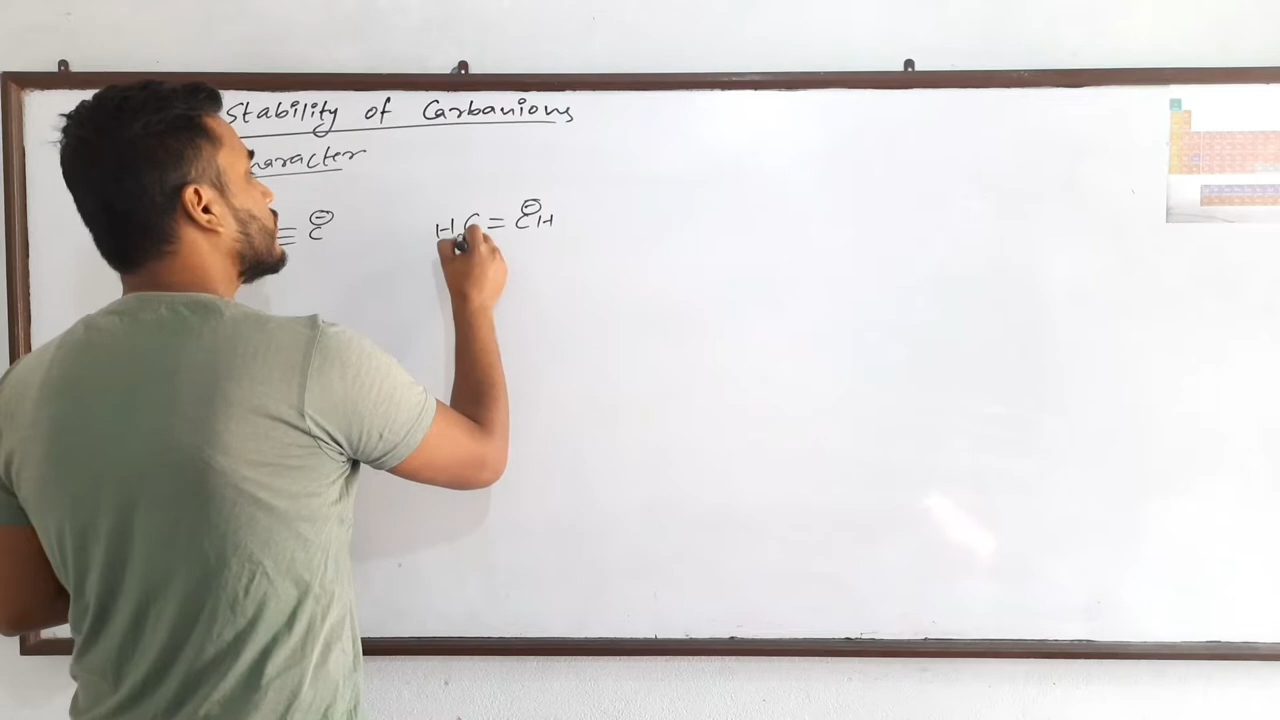 Stability of Carbanions
haracter
≡ C⊖ HC = C⊖H